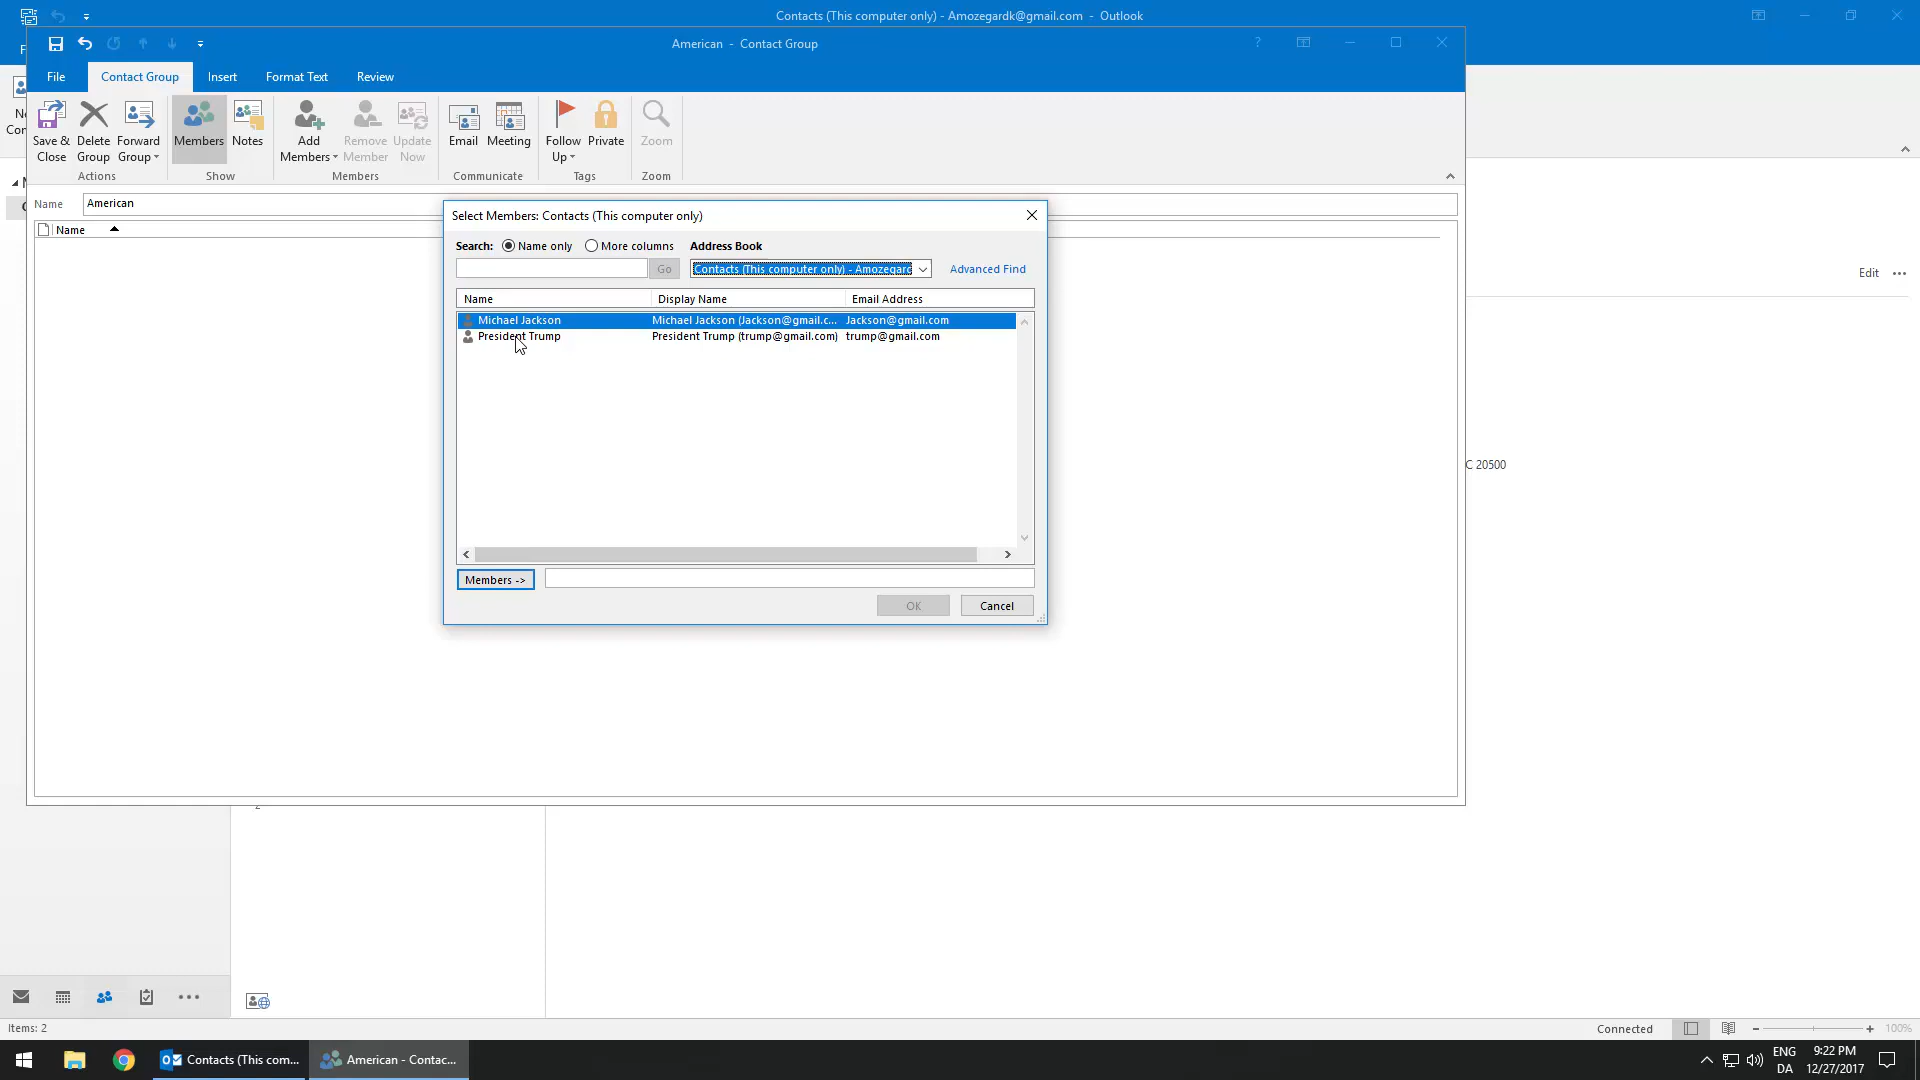 Contacts (This computer only) - Amozegardk@gmail.com - Outlook
American - Contact Group
File Contact Group Insert Format Text Review
Save & Close
Delete Group
Forward Group
Members
Notes
Add Members
Remove Member
Update Now
Email
Meeting
Follow Up
Private
Zoom
Actions Show Members Communicate Tags Zoom
Name American
Name
Select Members: Contacts (This computer only)
Search: Name only More columns Address Book
Go Contacts (This computer only) - Amozegard Advanced Find
Edit
Name Display Name Email Address
Michael Jackson Michael Jackson (Jackson@gmail.c... Jackson@gmail.com
President Trump President Trump (trump@gmail.com) trump@gmail.com
C 20500
Members ->
OK Cancel
Items: 2 Connected 100%
Contacts (This com... American - Contac...
ENG
DA
9:22 PM
12/27/2017